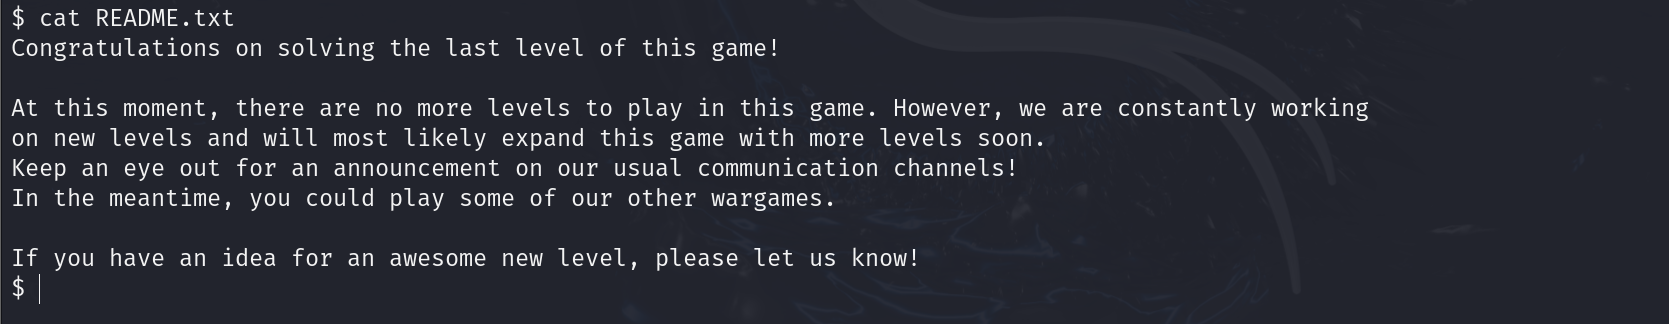 $ cat README.txt
Congratulations on solving the last level of this game!
At this moment, there are no more levels to play in this game. However, we are constantly working
on new levels and will most likely expand this game with more levels soon.
Keep an eye out for an announcement on our usual communication channels!
In the meantime, you could play some of our other wargames.
If you have an idea for an awesome new level, please let us know!
$